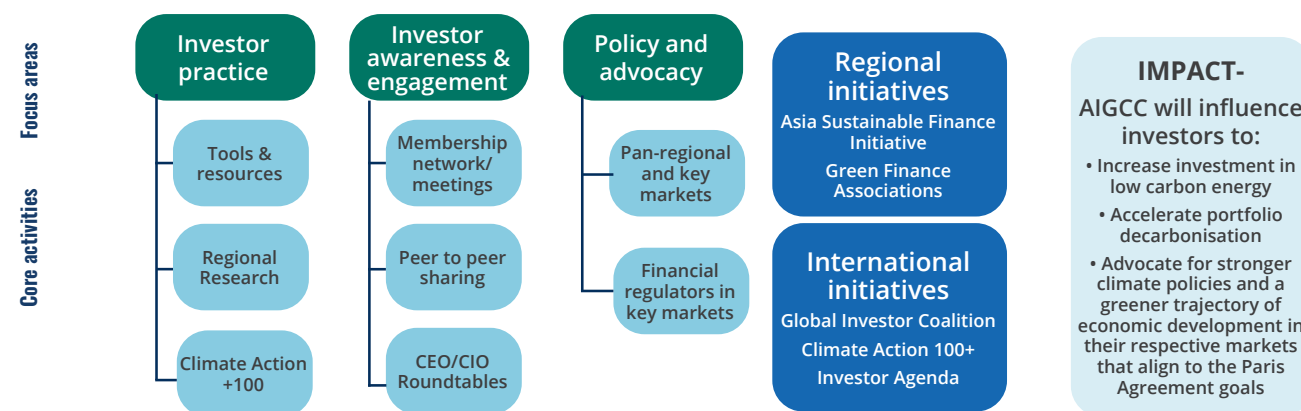 Focus areas
Core activities
Investor
practice
Tools &
resources
Regional
Research
Climate Action
+100
Investor
awareness &
engagement
Membership
network/
meetings
Peer to peer
sharing
CEO/CIO
Roundtables
Policy and
advocacy
Pan-regional
and key
markets
Financial
regulators in
key markets
Regional
initiatives
Asia Sustainable Finance
Initiative
Green Finance
Associations
International
initiatives
Global Investor Coalition
Climate Action 100+
Investor Agenda
IMPACT-
AIGCC will influence
investors to:
• Increase investment in
low carbon energy
• Accelerate portfolio
decarbonisation
• Advocate for stronger
climate policies and a
greener trajectory of
economic development in
their respective markets
that align to the Paris
Agreement goals